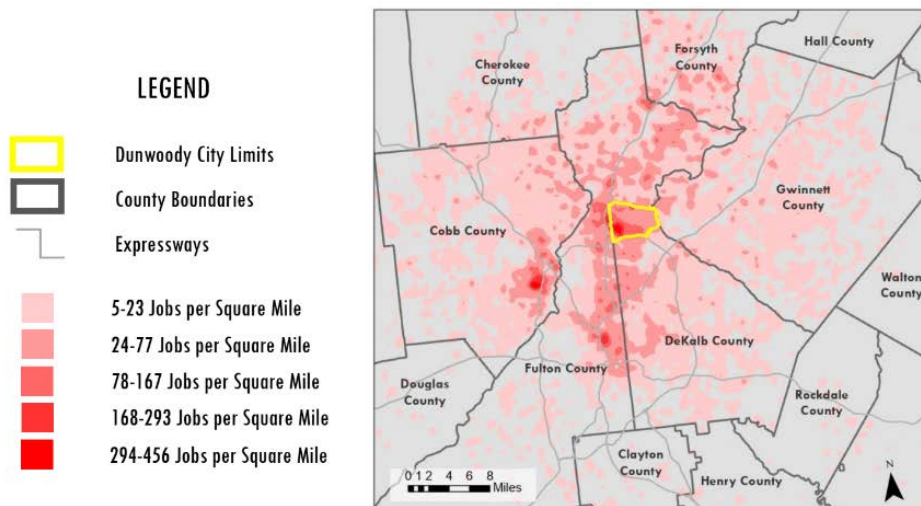 LEGEND
Dunwoody City Limits
County Boundaries
Expressways
5-23 Jobs per Square Mile
24-77 Jobs per Square Mile
78-167 Jobs per Square Mile
168-293 Jobs per Square Mile
294-456 Jobs per Square Mile
Hall County
Forsyth
County
Cherokee
County
Gwinnett
County
Cobb County
Walton
County
DeKalb County
Fulton County
Douglas
County
Rockdale
County
Clayton
County
Henry County
0 1 2 4 6 8
Miles
N